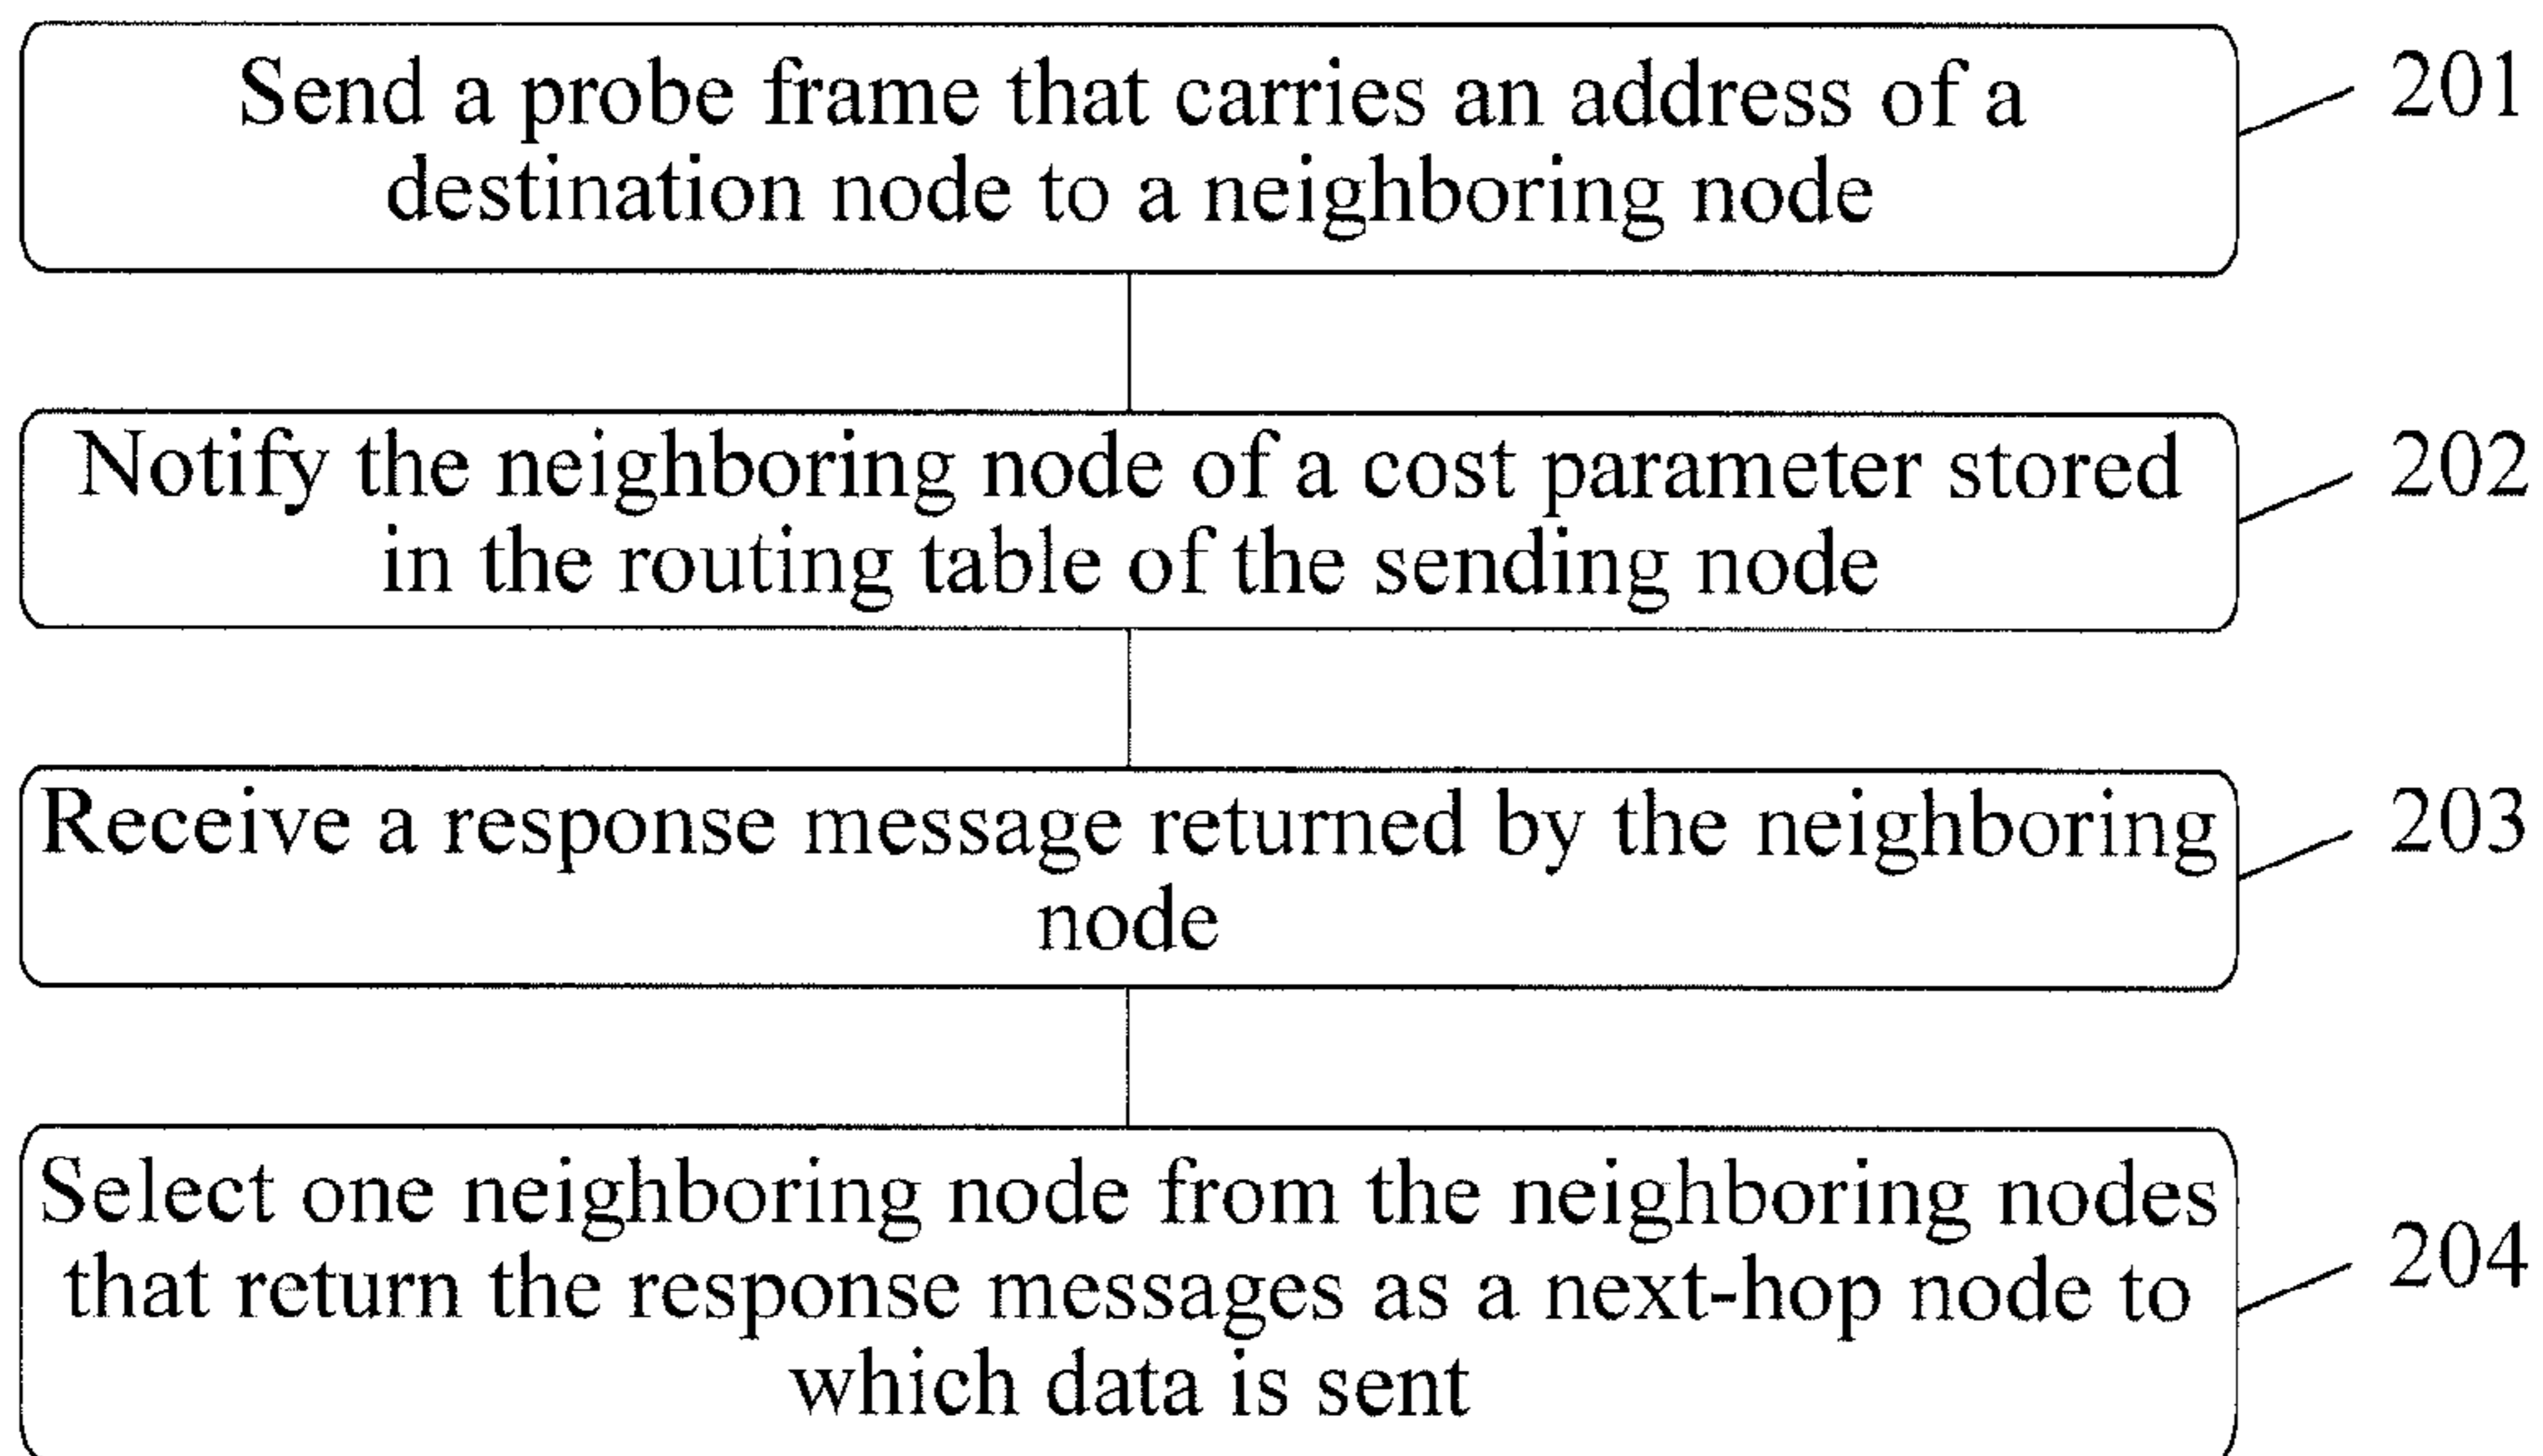 Send a probe frame that carries an address of a
destination node to a neighboring node
201
Notify the neighboring node of a cost parameter stored
in the routing table of the sending node
202
Receive a response message returned by the neighboring
node
203
Select one neighboring node from the neighboring nodes
that return the response messages as a next-hop node to
which data is sent
204